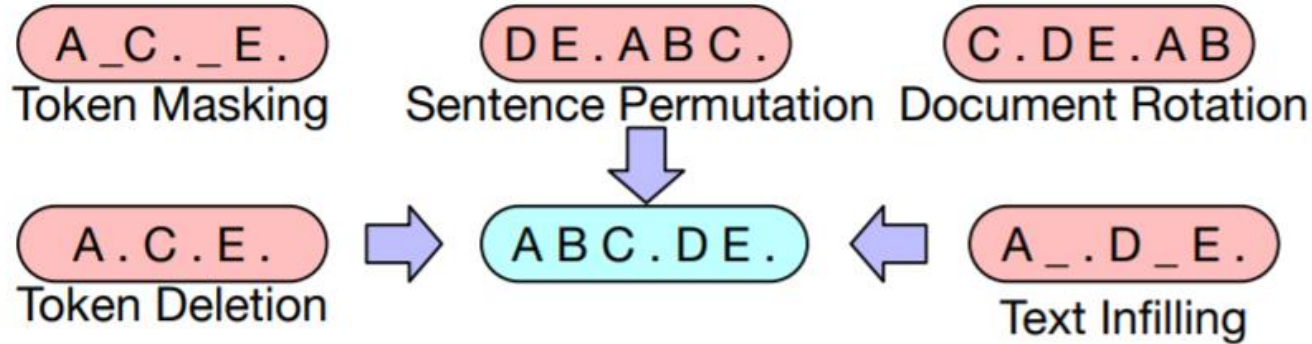 A _C . _ E .
D E . A B C .
C . D E . A B
Token Masking
Sentence Permutation
Document Rotation
A . C . E .
A B C . D E .
A _ . D _ E .
Token Deletion
Text Infilling